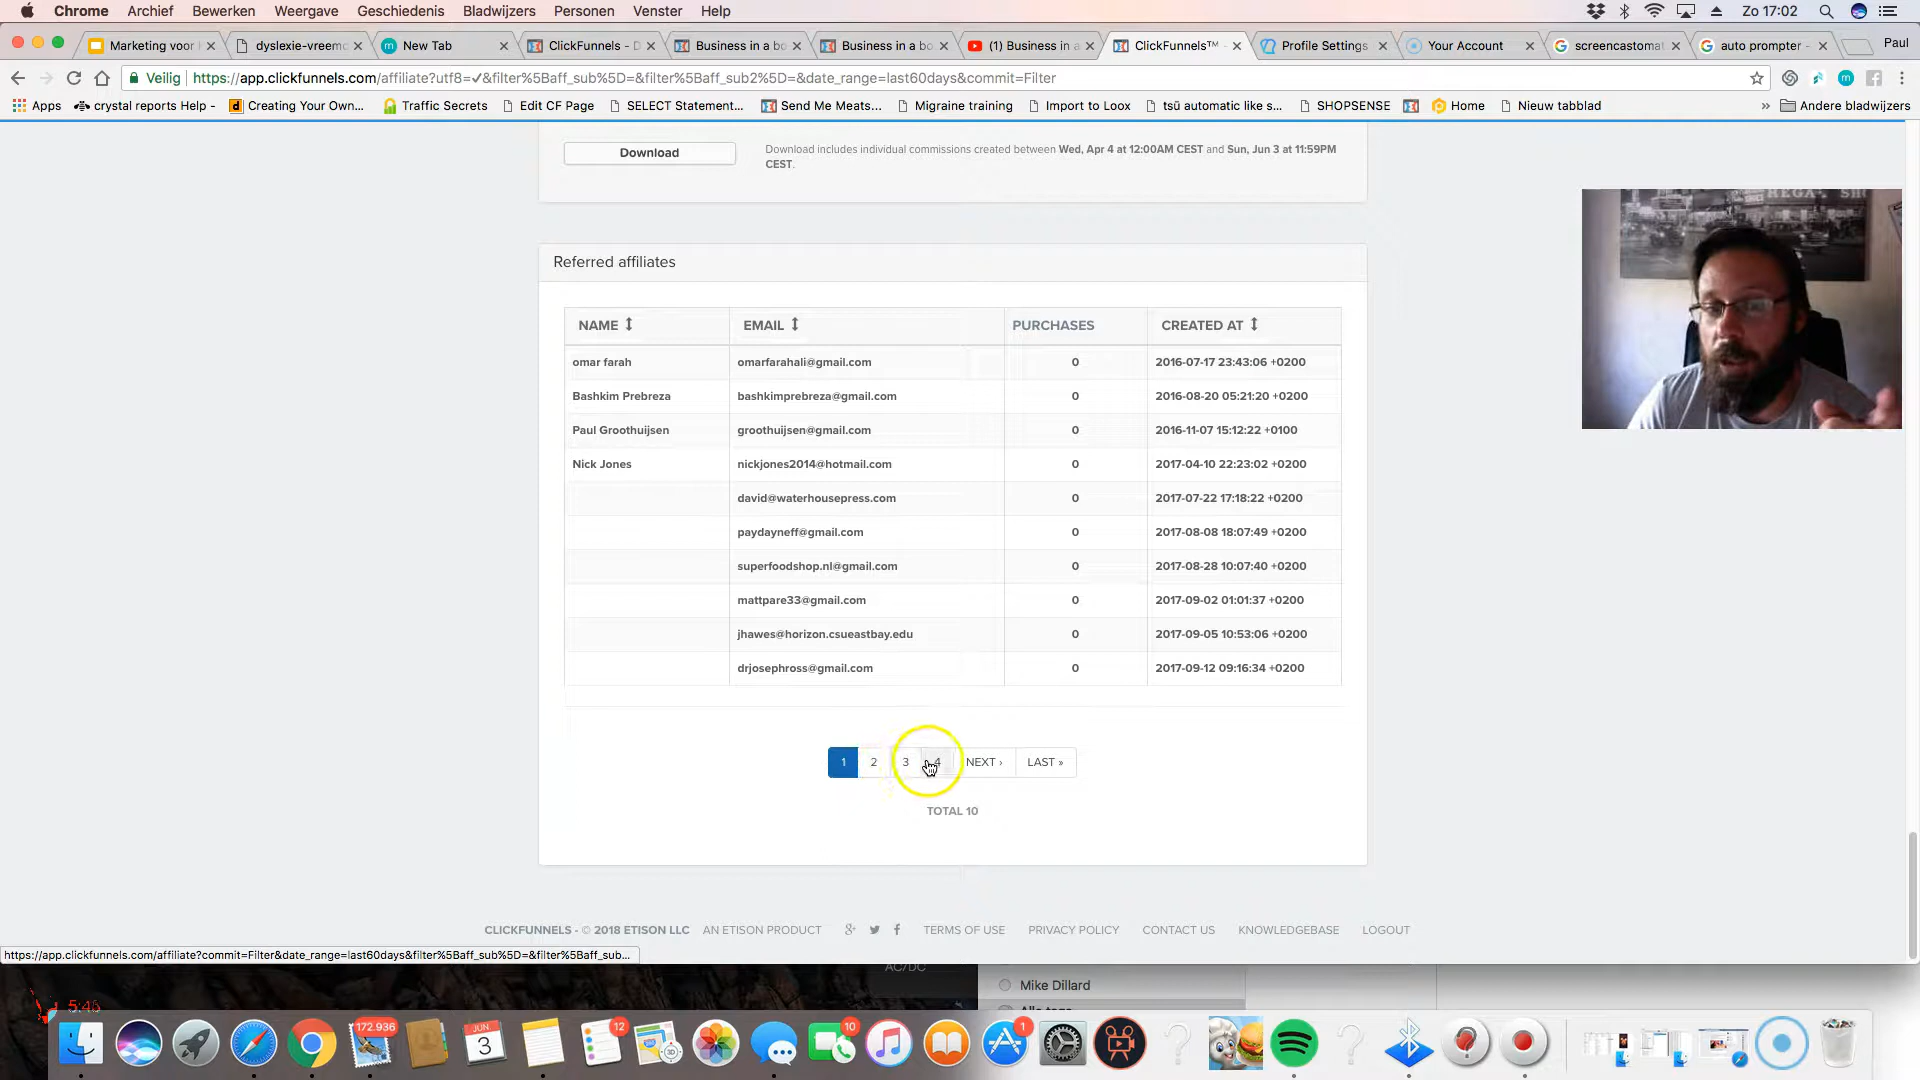 Chrome Archief Bewerken Weergave Geschiedenis Bladwijzers Personen Venster Help Zo 17:02
Marketing voor dyslexie-vreemd New Tab ClickFunnels - D Business in a bo Business in a bo (1) Business in a ClickFunnels™ Profile Settings Your Account screencastomat auto prompter - Paul
Veilig https://app.clickfunnels.com/affiliate?utf8=✓&filter%5Baff_sub%5D=&filter%5Baff_sub2%5D=&date_range=last60days&commit=Filter
Apps crystal reports Help - Creating Your Own... Traffic Secrets Edit CF Page SELECT Statement... Send Me Meats... Migraine training Import to Loox tsū automatic like s... SHOPSENSE Home Nieuw tabblad » Andere bladwijzers
Download
Download includes individual commissions created between Wed, Apr 4 at 12:00AM CEST and Sun, Jun 3 at 11:59PM
CEST.
REGA SHO
Referred affiliates
NAME EMAIL PURCHASES CREATED AT
omar farah omarfarahali@gmail.com 0 2016-07-17 23:43:06 +0200
Bashkim Prebreza bashkimprebreza@gmail.com 0 2016-08-20 05:21:20 +0200
Paul Groothuijsen groothuijsen@gmail.com 0 2016-11-07 15:12:22 +0100
Nick Jones nickjones2014@hotmail.com 0 2017-04-10 22:23:02 +0200
david@waterhousepress.com 0 2017-07-22 17:18:22 +0200
paydayneff@gmail.com 0 2017-08-08 18:07:49 +0200
superfoodshop.nl@gmail.com 0 2017-08-28 10:07:40 +0200
mattpare33@gmail.com 0 2017-09-02 01:01:37 +0200
jhawes@horizon.csueastbay.edu 0 2017-09-05 10:53:06 +0200
drjosephross@gmail.com 0 2017-09-12 09:16:34 +0200
1 2 3 4 NEXT › LAST »
TOTAL 10
CLICKFUNNELS - © 2018 ETISON LLC AN ETISON PRODUCT TERMS OF USE PRIVACY POLICY CONTACT US KNOWLEDGEBASE LOGOUT
https://app.clickfunnels.com/affiliate?commit=Filter&date_range=last60days&filter%5Baff_sub%5D=&filter%5Baff_sub...
AC/DC
Mike Dillard
Alle tags
172.936 JUN 3 12 3D 10 1